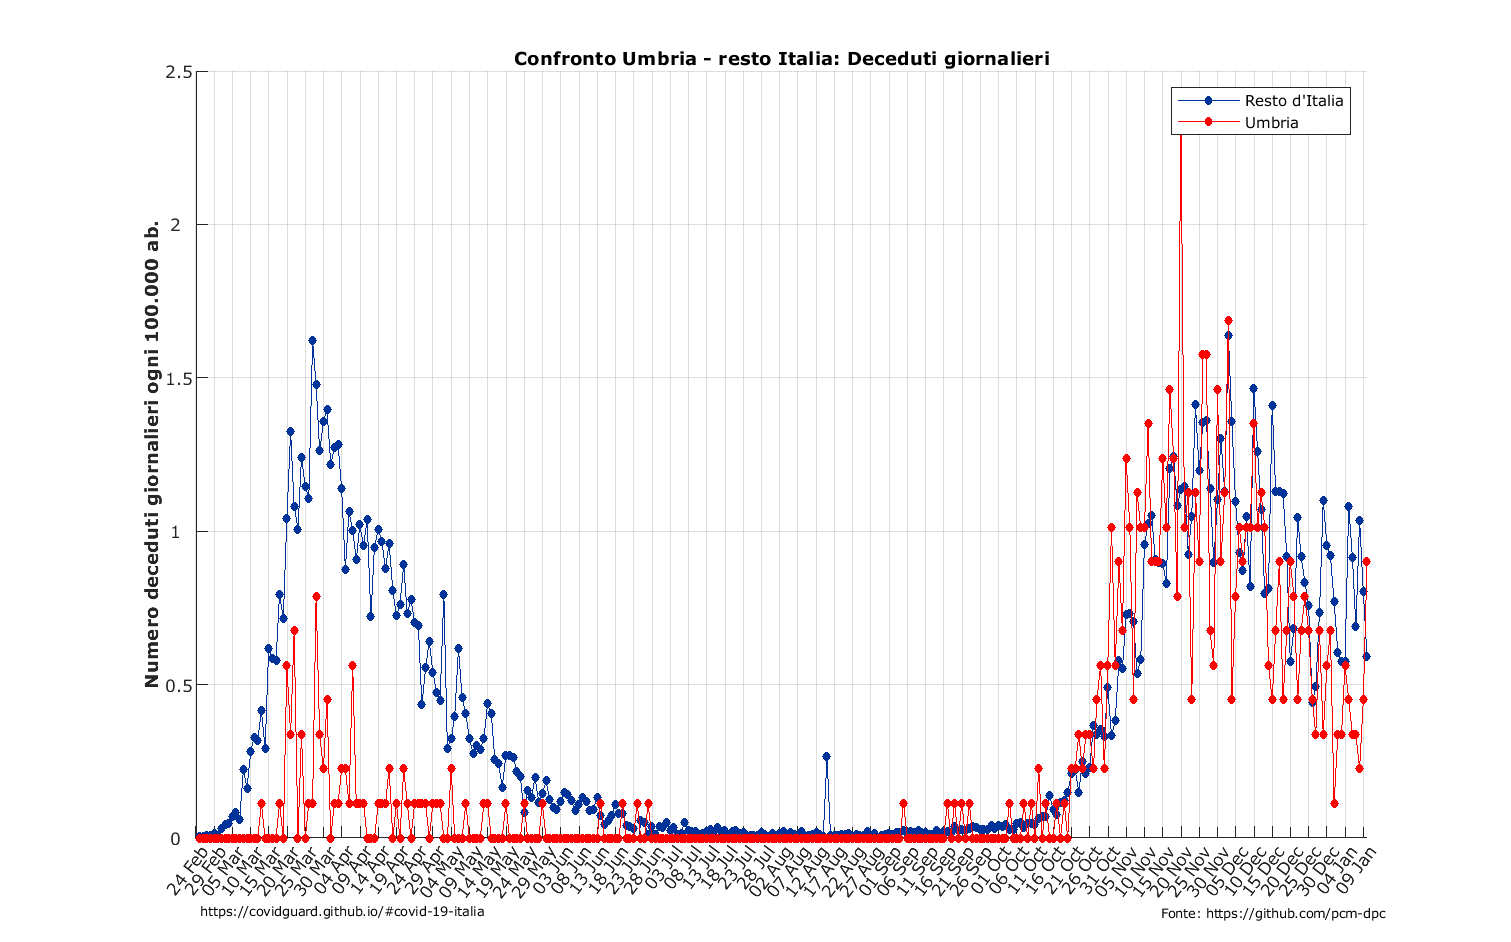 Confronto Umbria - resto Italia: Deceduti giornalieri
Resto d'Italia
Umbria
Numero deceduti giornalieri ogni 100.000 ab.
2.5
2
1.5
1
0.5
0
24 Feb
29 Feb
05 Mar
10 Mar
15 Mar
20 Mar
25 Mar
30 Mar
04 Apr
09 Apr
14 Apr
19 Apr
24 Apr
29 Apr
04 May
09 May
14 May
19 May
24 May
29 May
03 Jun
08 Jun
13 Jun
18 Jun
23 Jun
28 Jun
03 Jul
08 Jul
13 Jul
18 Jul
23 Jul
28 Jul
02 Aug
07 Aug
12 Aug
17 Aug
22 Aug
27 Aug
01 Sep
06 Sep
11 Sep
16 Sep
21 Sep
26 Sep
01 Oct
06 Oct
11 Oct
16 Oct
21 Oct
26 Oct
31 Oct
05 Nov
10 Nov
15 Nov
20 Nov
25 Nov
30 Nov
05 Dec
10 Dec
15 Dec
20 Dec
25 Dec
30 Dec
04 Jan
09 Jan
https://covidguard.github.io/#covid-19-italia
Fonte: https://github.com/pcm-dpc